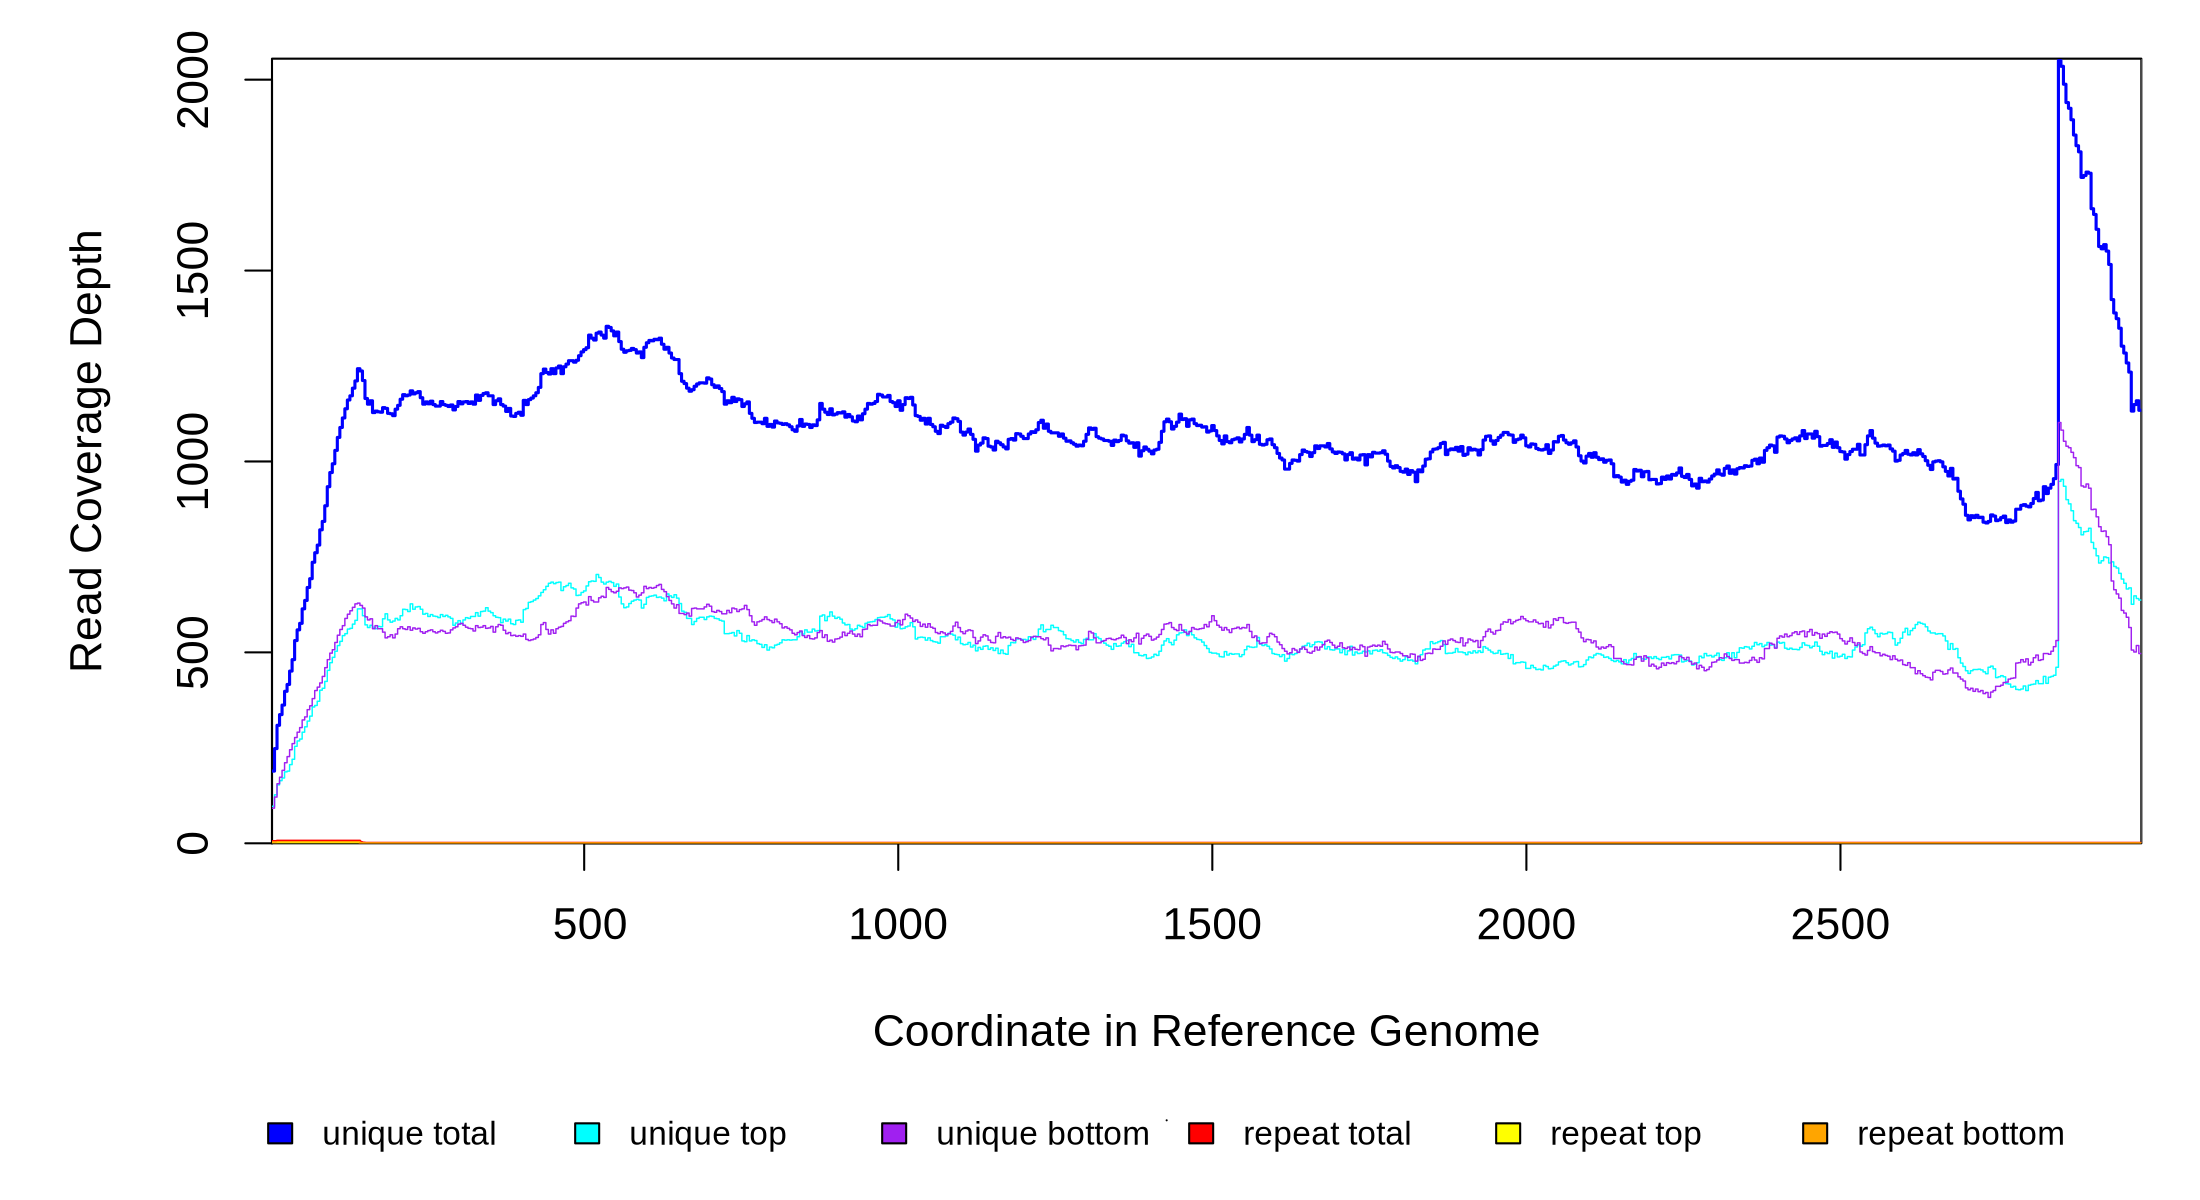 2000
1500
1000
500
0
Read Coverage Depth
500 1000 1500 2000 2500
Coordinate in Reference Genome
unique total unique top unique bottom repeat total repeat top repeat bottom